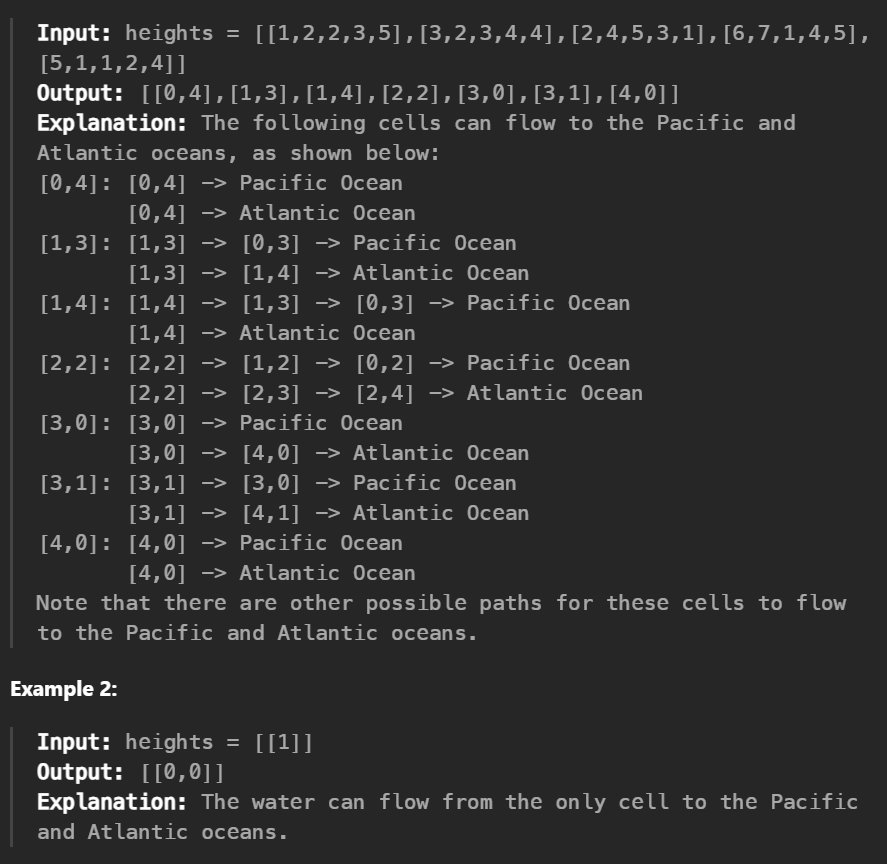 Input: heights = [[1,2,2,3,5],[3,2,3,4,4],[2,4,5,3,1],[6,7,1,4,5],
[5,1,1,2,4]]
Output: [[0,4],[1,3],[1,4],[2,2],[3,0],[3,1],[4,0]]
Explanation: The following cells can flow to the Pacific and
Atlantic oceans, as shown below:
[0,4]: [0,4] -> Pacific Ocean
[0,4] -> Atlantic Ocean
[1,3]: [1,3] -> [0,3] -> Pacific Ocean
[1,3] -> [1,4] -> Atlantic Ocean
[1,4]: [1,4] -> [1,3] -> [0,3] -> Pacific Ocean
[1,4] -> Atlantic Ocean
[2,2]: [2,2] -> [1,2] -> [0,2] -> Pacific Ocean
[2,2] -> [2,3] -> [2,4] -> Atlantic Ocean
[3,0]: [3,0] -> Pacific Ocean
[3,0] -> [4,0] -> Atlantic Ocean
[3,1]: [3,1] -> [3,0] -> Pacific Ocean
[3,1] -> [4,1] -> Atlantic Ocean
[4,0]: [4,0] -> Pacific Ocean
[4,0] -> Atlantic Ocean
Note that there are other possible paths for these cells to flow
to the Pacific and Atlantic oceans.
Example 2:
Input: heights = [[1]]
Output: [[0,0]]
Explanation: The water can flow from the only cell to the Pacific
and Atlantic oceans.